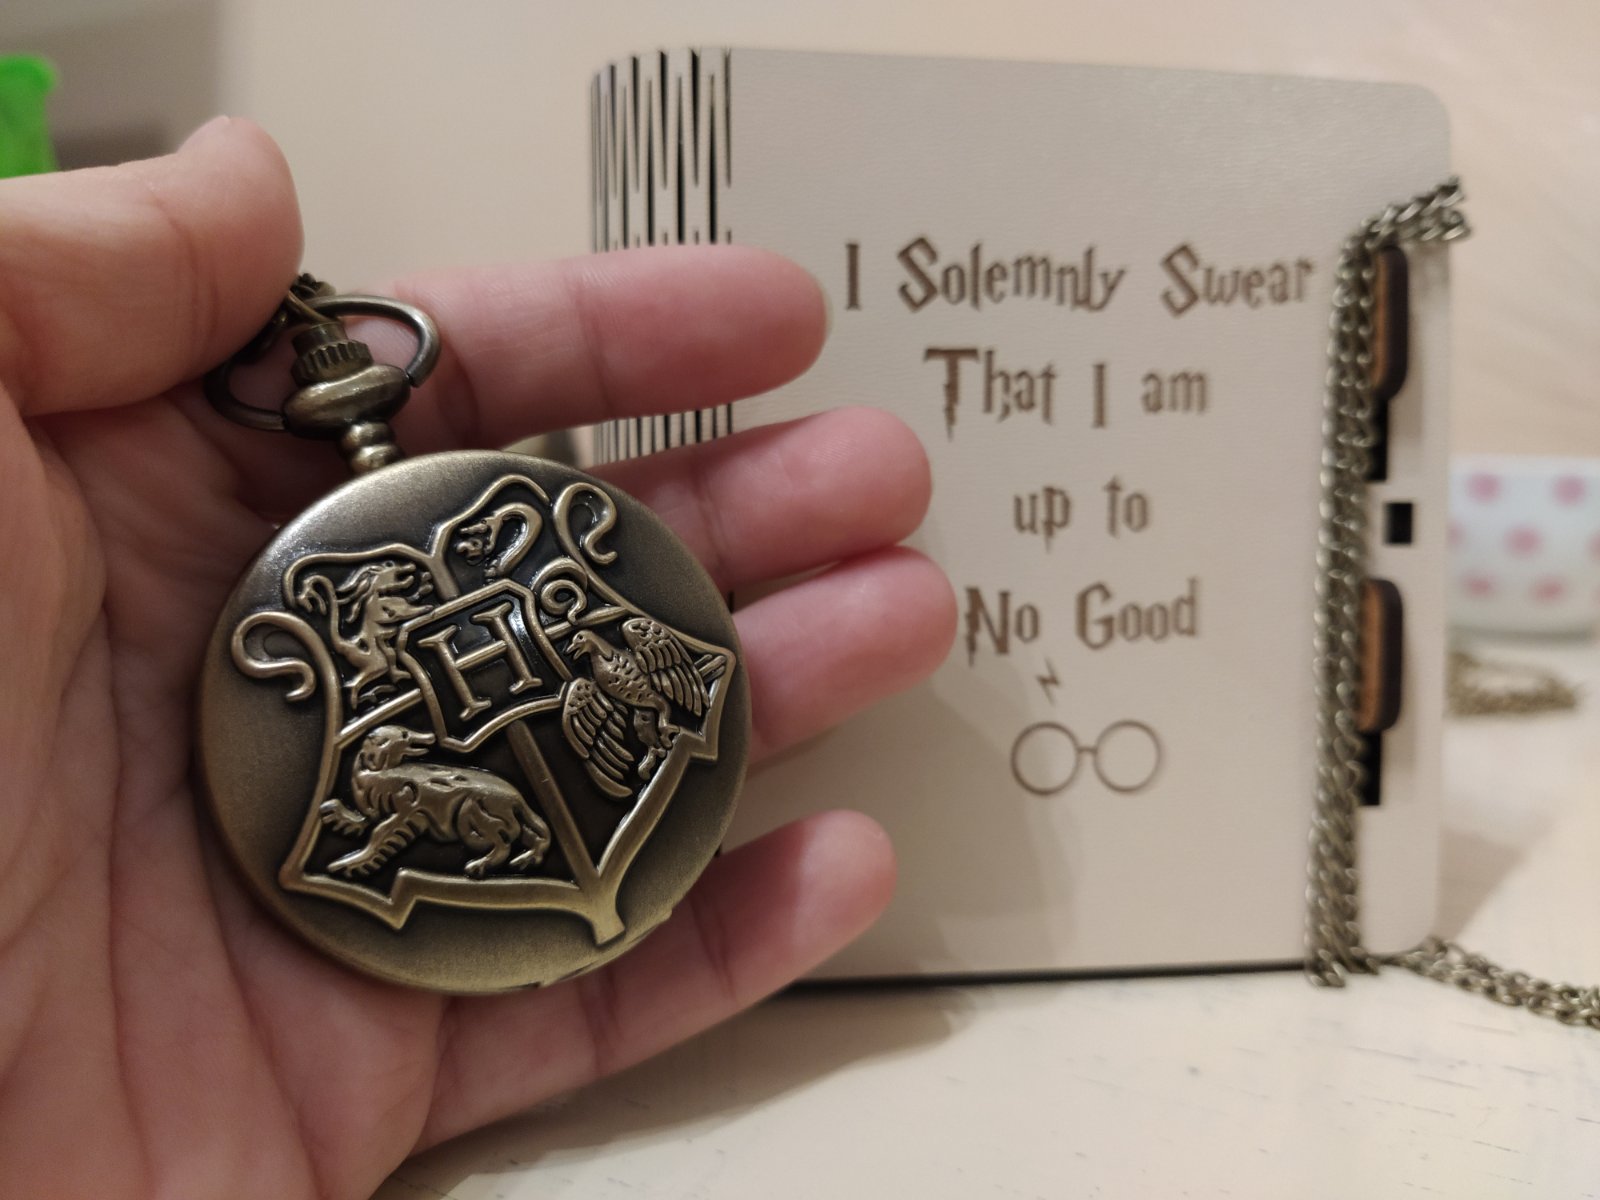 H
I Solemnly Swear
That I am
up to
No Good